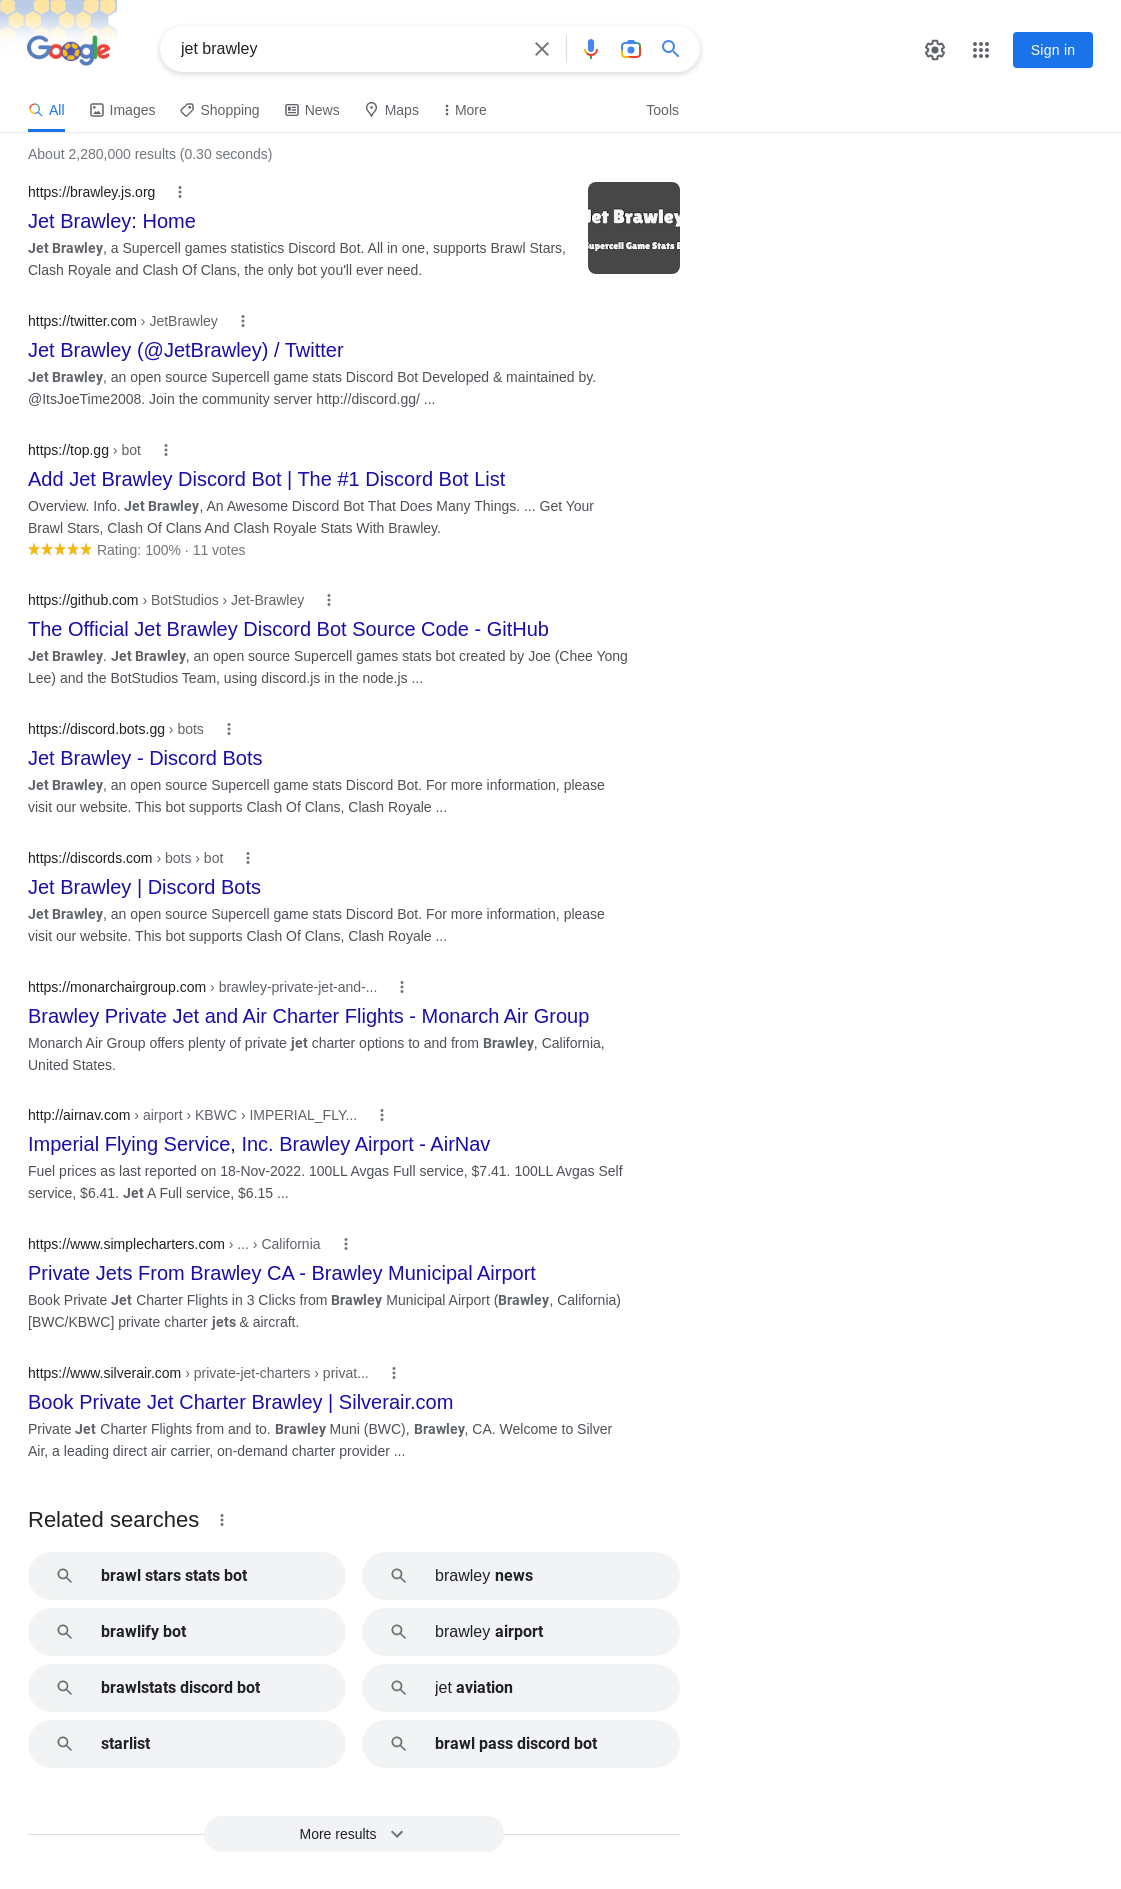 Google
jet brawley
Sign in
All
Images
Shopping
News
Maps
More
Tools
About 2,280,000 results (0.30 seconds)
https://brawley.js.org
Jet Brawley: Home
Jet Brawley, a Supercell games statistics Discord Bot. All in one, supports Brawl Stars,
Clash Royale and Clash Of Clans, the only bot you'll ever need.
Jet Brawley
Supercell Game Stats B
https://twitter.com › JetBrawley
Jet Brawley (@JetBrawley) / Twitter
Jet Brawley, an open source Supercell game stats Discord Bot Developed & maintained by.
@ItsJoeTime2008. Join the community server http://discord.gg/ ...
https://top.gg › bot
Add Jet Brawley Discord Bot | The #1 Discord Bot List
Overview. Info. Jet Brawley, An Awesome Discord Bot That Does Many Things. ... Get Your
Brawl Stars, Clash Of Clans And Clash Royale Stats With Brawley.
Rating: 100% · 11 votes
https://github.com › BotStudios › Jet-Brawley
The Official Jet Brawley Discord Bot Source Code - GitHub
Jet Brawley. Jet Brawley, an open source Supercell games stats bot created by Joe (Chee Yong
Lee) and the BotStudios Team, using discord.js in the node.js ...
https://discord.bots.gg › bots
Jet Brawley - Discord Bots
Jet Brawley, an open source Supercell game stats Discord Bot. For more information, please
visit our website. This bot supports Clash Of Clans, Clash Royale ...
https://discords.com › bots › bot
Jet Brawley | Discord Bots
Jet Brawley, an open source Supercell game stats Discord Bot. For more information, please
visit our website. This bot supports Clash Of Clans, Clash Royale ...
https://monarchairgroup.com › brawley-private-jet-and-...
Brawley Private Jet and Air Charter Flights - Monarch Air Group
Monarch Air Group offers plenty of private jet charter options to and from Brawley, California,
United States.
http://airnav.com › airport › KBWC › IMPERIAL_FLY...
Imperial Flying Service, Inc. Brawley Airport - AirNav
Fuel prices as last reported on 18-Nov-2022. 100LL Avgas Full service, $7.41. 100LL Avgas Self
service, $6.41. Jet A Full service, $6.15 ...
https://www.simplecharters.com › ... › California
Private Jets From Brawley CA - Brawley Municipal Airport
Book Private Jet Charter Flights in 3 Clicks from Brawley Municipal Airport (Brawley, California)
[BWC/KBWC] private charter jets & aircraft.
https://www.silverair.com › private-jet-charters › privat...
Book Private Jet Charter Brawley | Silverair.com
Private Jet Charter Flights from and to. Brawley Muni (BWC), Brawley, CA. Welcome to Silver
Air, a leading direct air carrier, on-demand charter provider ...
Related searches
brawl stars stats bot
brawley news
brawlify bot
brawley airport
brawlstats discord bot
jet aviation
starlist
brawl pass discord bot
More results